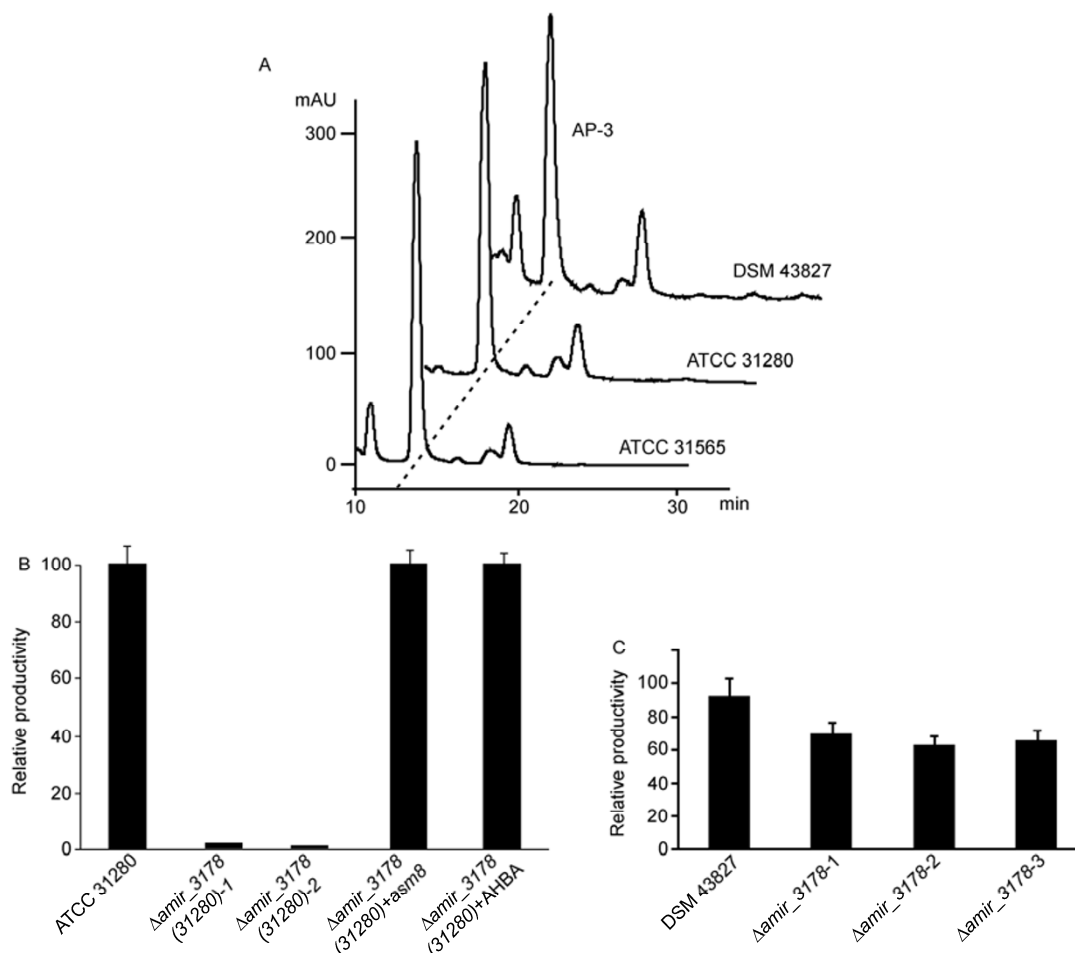 A
mAU
300
200
100
0
AP-3
DSM 43827
ATCC 31280
ATCC 31565
10
20
30
min
B
Relative productivity
100
80
60
40
20
0
ATCC 31280
Δamir_3178
(31280)-1
Δamir_3178
(31280)-2
Δamir_3178
(31280)+asm8
Δamir_3178
(31280)+AHBA
C
Relative productivity
100
80
60
40
20
0
DSM 43827
Δamir_3178-1
Δamir_3178-2
Δamir_3178-3